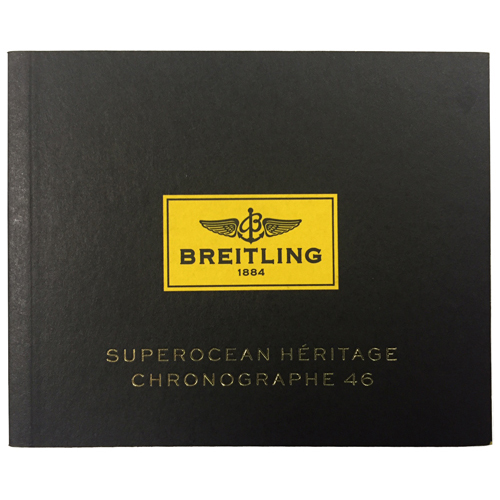 B
BREITLING
1884
SUPEROCEAN HÉRITAGE
CHRONOGRAPHE 46